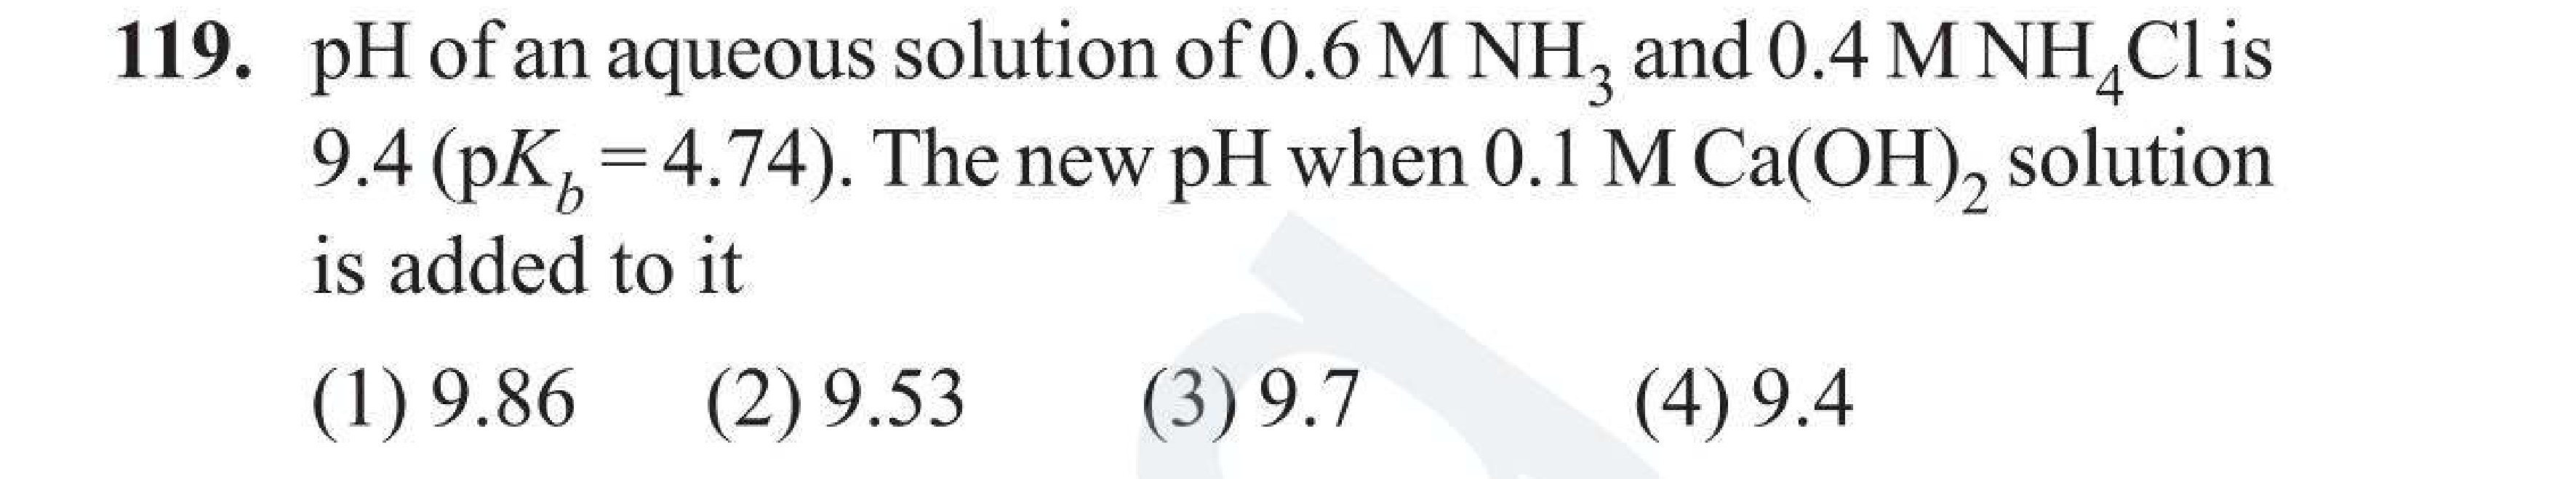 119. pH of an aqueous solution of 0.6 M NH₃ and 0.4 M NH₄Cl is
9.4 (pK_b = 4.74). The new pH when 0.1 M Ca(OH)₂ solution
is added to it
(1) 9.86 (2) 9.53 (3) 9.7 (4) 9.4